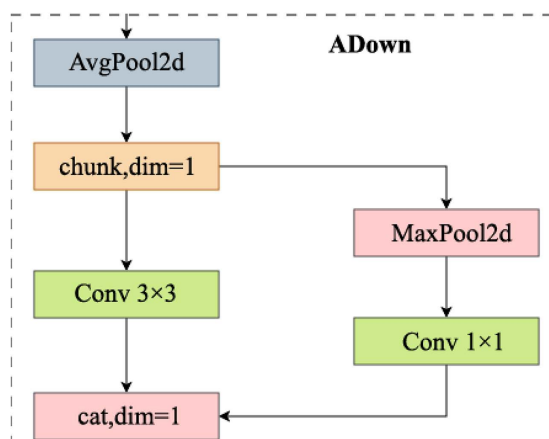 ADown
AvgPool2d
chunk,dim=1
MaxPool2d
Conv 3×3
Conv 1×1
cat,dim=1